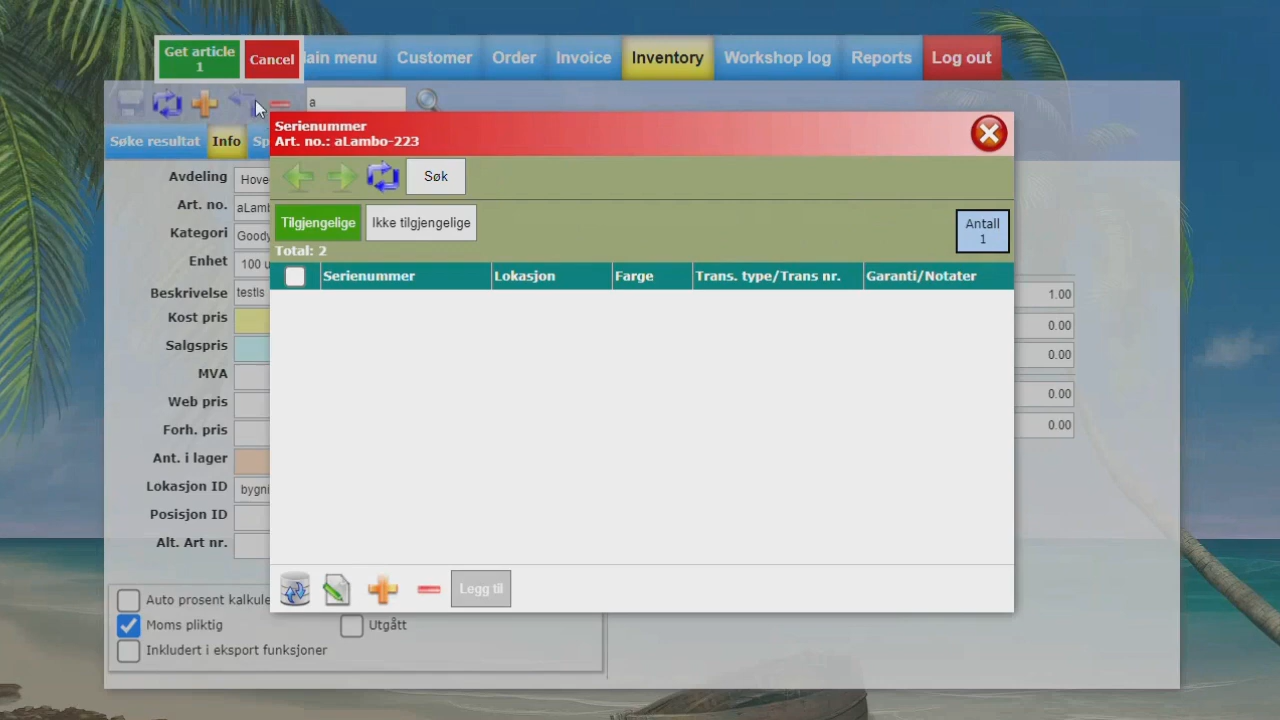 Get article
1
Cancel
ain menu
Customer
Order
Invoice
Inventory
Workshop log
Reports
Log out
a
Søke resultat
Info
Sp
Serienummer
Art. no.: aLambo-223
Søk
Tilgjengelige
Ikke tilgjengelige
Antall
1
Total: 2
Serienummer
Lokasjon
Farge
Trans. type/Trans nr.
Garanti/Notater
Avdeling
Hove
Art. no.
aLamb
Kategori
Goody
Enhet
100 u
Beskrivelse
testls
1.00
Kost pris
0.00
Salgspris
0.00
MVA
Web pris
0.00
Forh. pris
0.00
Ant. i lager
Lokasjon ID
bygni
Posisjon ID
Alt. Art nr.
Legg til
Auto prosent kalkule
Moms pliktig
Utgått
Inkludert i eksport funksjoner